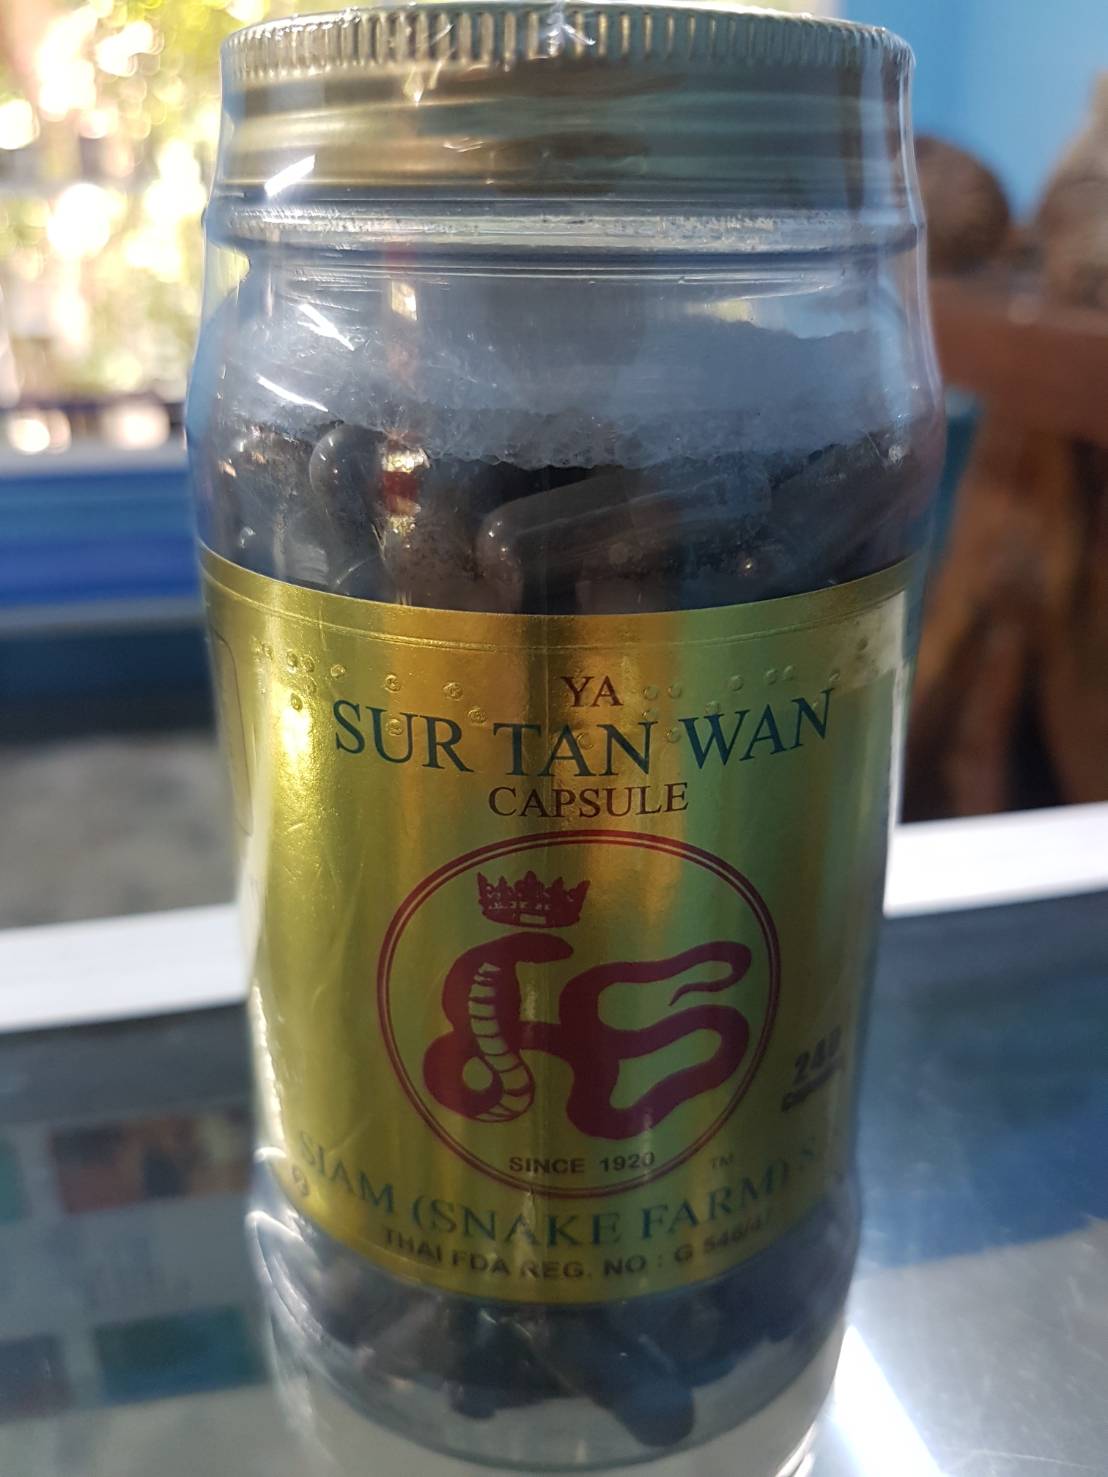 YA
SUR TAN WAN
CAPSULE
SINCE 1920
TM
SIAM (SNAKE FARM)
THAI FDA REG. NO : G